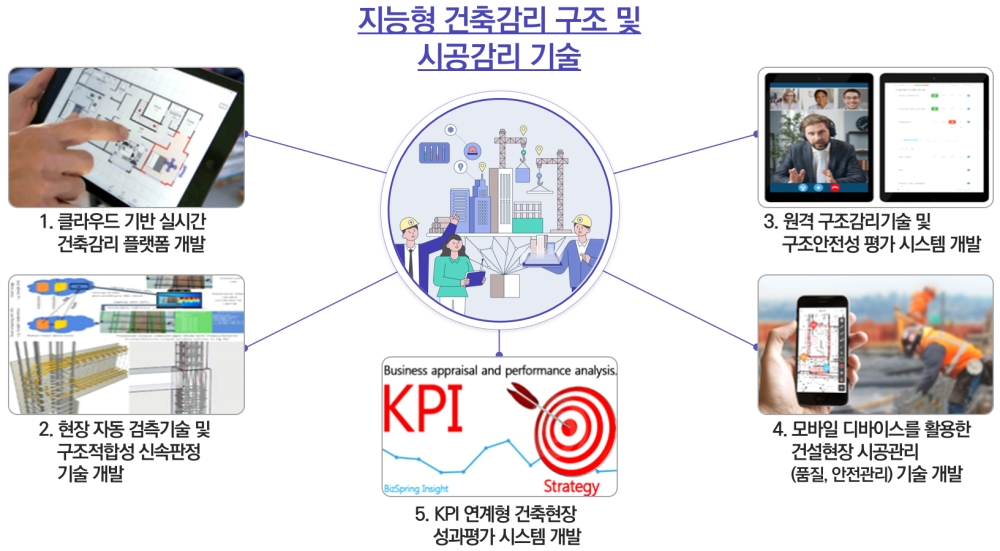 지능형 건축감리 구조 및
시공감리 기술
1. 클라우드 기반 실시간
건축감리 플랫폼 개발
2. 현장 자동 검측기술 및
구조적합성 신속판정
기술 개발
3. 원격 구조감리기술 및
구조안전성 평가 시스템 개발
4. 모바일 디바이스를 활용한
건설현장 시공관리
(품질, 안전관리) 기술 개발
Business appraisal and performance analysis.
KPI
BizSpring Insight
Strategy
5. KPI 연계형 건축현장
성과평가 시스템 개발